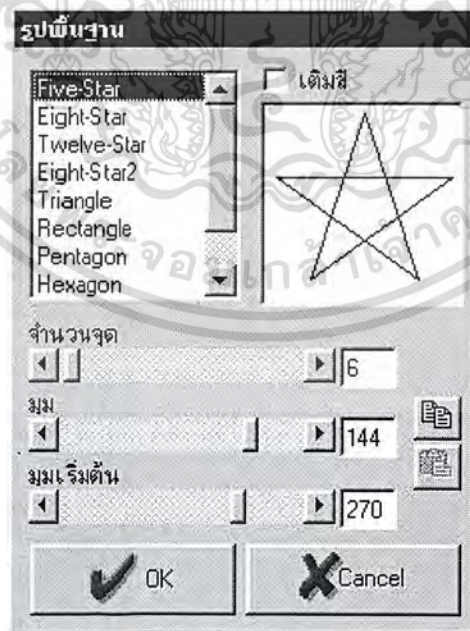 รูปพื้นฐาน
Five-Star
Eight-Star
Twelve-Star
Eight-Star2
Triangle
Rectangle
Pentagon
Hexagon
เติมสี
จำนวนจุด
6
มุม
144
มุมเริ่มต้น
270
OK
Cancel